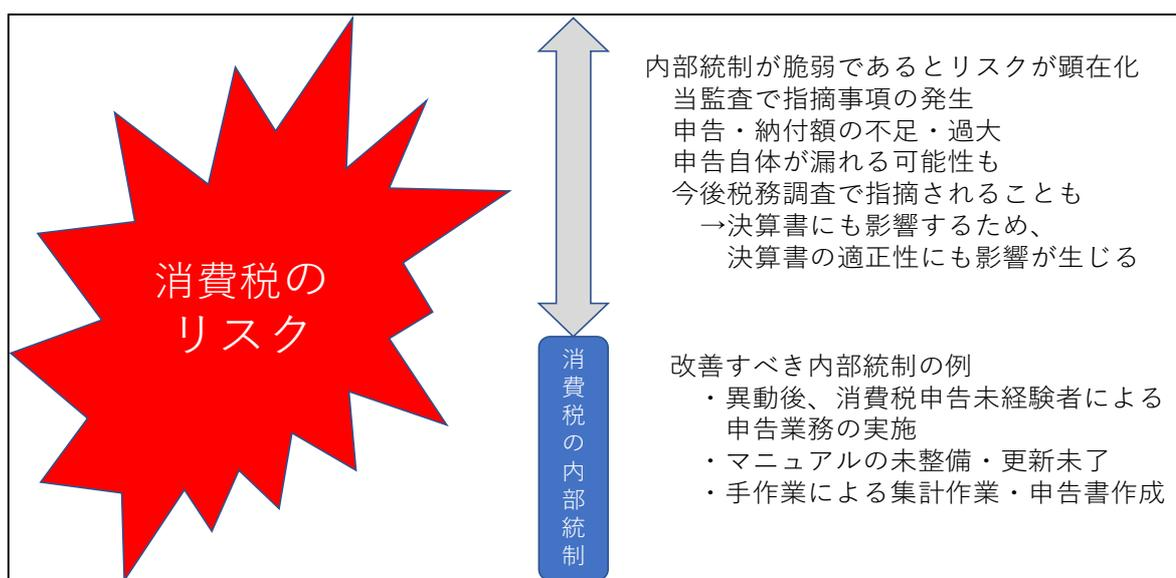 消費税の
リスク
消費税の内部統制
内部統制が脆弱であるとリスクが顕在化
当監査で指摘事項の発生
申告・納付額の不足・過大
申告自体が漏れる可能性も
今後税務調査で指摘されることも
→決算書にも影響するため、
決算書の適正性にも影響が生じる
改善すべき内部統制の例
・異動後、消費税申告未経験者による
申告業務の実施
・マニュアルの未整備・更新未了
・手作業による集計作業・申告書作成